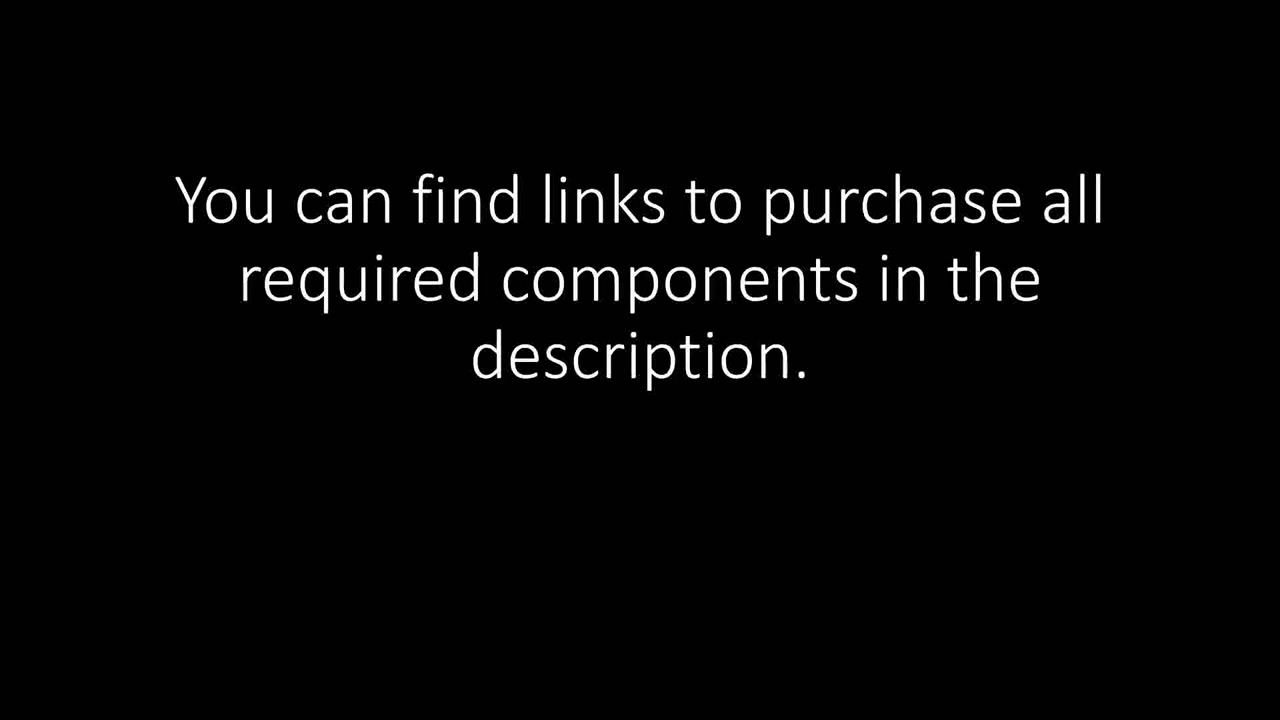 You can find links to purchase all
required components in the
description.